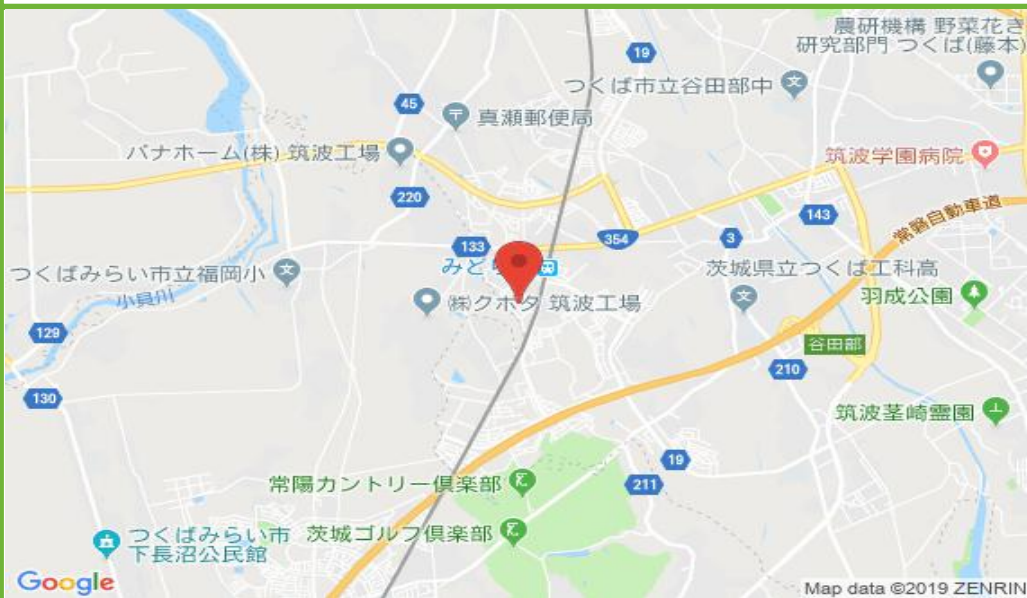 農研機構 野菜花き
研究部門 つくば(藤本)
19
つくば市立谷田部中
45
真瀬郵便局
パナホーム(株) 筑波工場
筑波学園病院
220
143
常磐自動車道
133
354
3
みどり
つくばみらい市立福岡小
茨城県立つくば工科高
小貝川
(株)クボタ 筑波工場
羽成公園
129
谷田部
210
130
筑波茎崎霊園
19
常陽カントリー倶楽部
211
つくばみらい市
下長沼公民館
茨城ゴルフ倶楽部
Google
Map data ©2019 ZENRIN